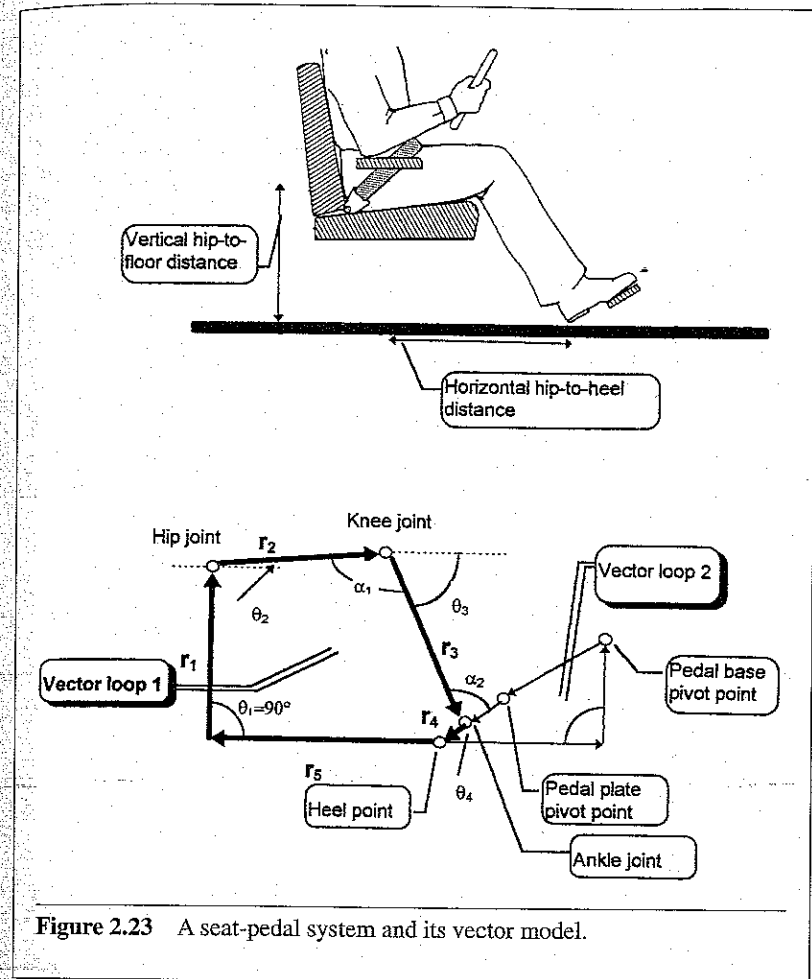 Vertical hip-to-
floor distance
Horizontal hip-to-heel
distance
Hip joint
r₂
Knee joint
α₁
θ₂
θ₃
Vector loop 2
r₁
Vector loop 1
θ₁=90°
r₃
α₂
r₄
Pedal base
pivot point
r₅
θ₄
Heel point
Pedal plate
pivot point
Ankle joint
Figure 2.23 A seat-pedal system and its vector model.